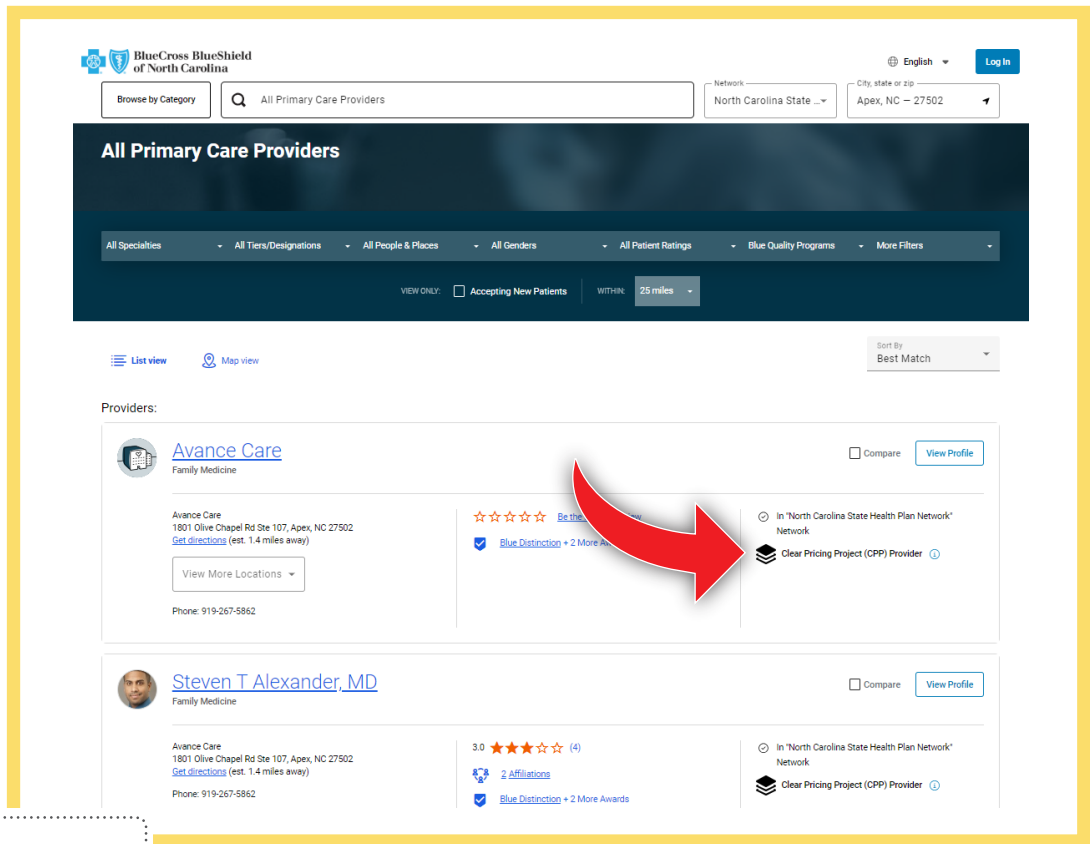 BlueCross BlueShield
of North Carolina
English
Log In
Browse by Category
All Primary Care Providers
Network
North Carolina State ...
City, state or zip
Apex, NC — 27502
All Primary Care Providers
All Specialties
All Tiers/Designations
All People & Places
All Genders
All Patient Ratings
Blue Quality Programs
More Filters
VIEW ONLY:
Accepting New Patients
WITHIN:
25 miles
List view
Map view
Sort By
Best Match
Providers:
Avance Care
Family Medicine
Compare
View Profile
Avance Care
1801 Olive Chapel Rd Ste 107, Apex, NC 27502
Get directions (est. 1.4 miles away)
View More Locations
Phone: 919-267-5862
Be the
Blue Distinction + 2 More
In "North Carolina State Health Plan Network"
Network
Clear Pricing Project (CPP) Provider
Steven T Alexander, MD
Family Medicine
Compare
View Profile
Avance Care
1801 Olive Chapel Rd Ste 107, Apex, NC 27502
Get directions (est. 1.4 miles away)
Phone: 919-267-5862
3.0 (4)
2 Affiliations
Blue Distinction + 2 More Awards
In "North Carolina State Health Plan Network"
Network
Clear Pricing Project (CPP) Provider